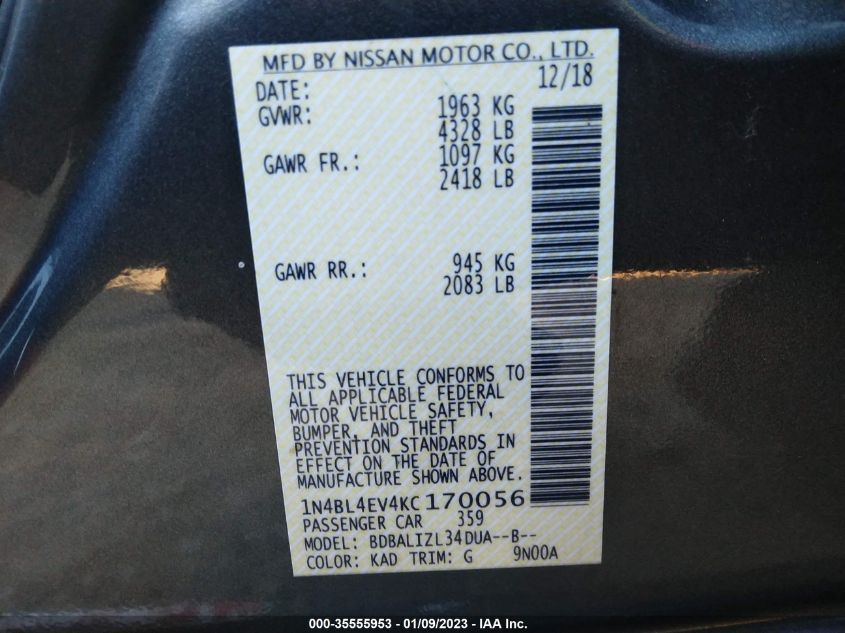 MFD BY NISSAN MOTOR CO., LTD.
DATE: 12/18
GVWR: 1963 KG
4328 LB
GAWR FR.: 1097 KG
2418 LB
GAWR RR.: 945 KG
2083 LB
THIS VEHICLE CONFORMS TO
ALL APPLICABLE FEDERAL
MOTOR VEHICLE SAFETY,
BUMPER, AND THEFT
PREVENTION STANDARDS IN
EFFECT ON THE DATE OF
MANUFACTURE SHOWN ABOVE.
1N4BL4EV4KC170056
PASSENGER CAR 359
MODEL: BDBALIZL34DUA--B--
COLOR: KAD TRIM: G 9N00A
000-35555953 - 01/09/2023 - IAA Inc.